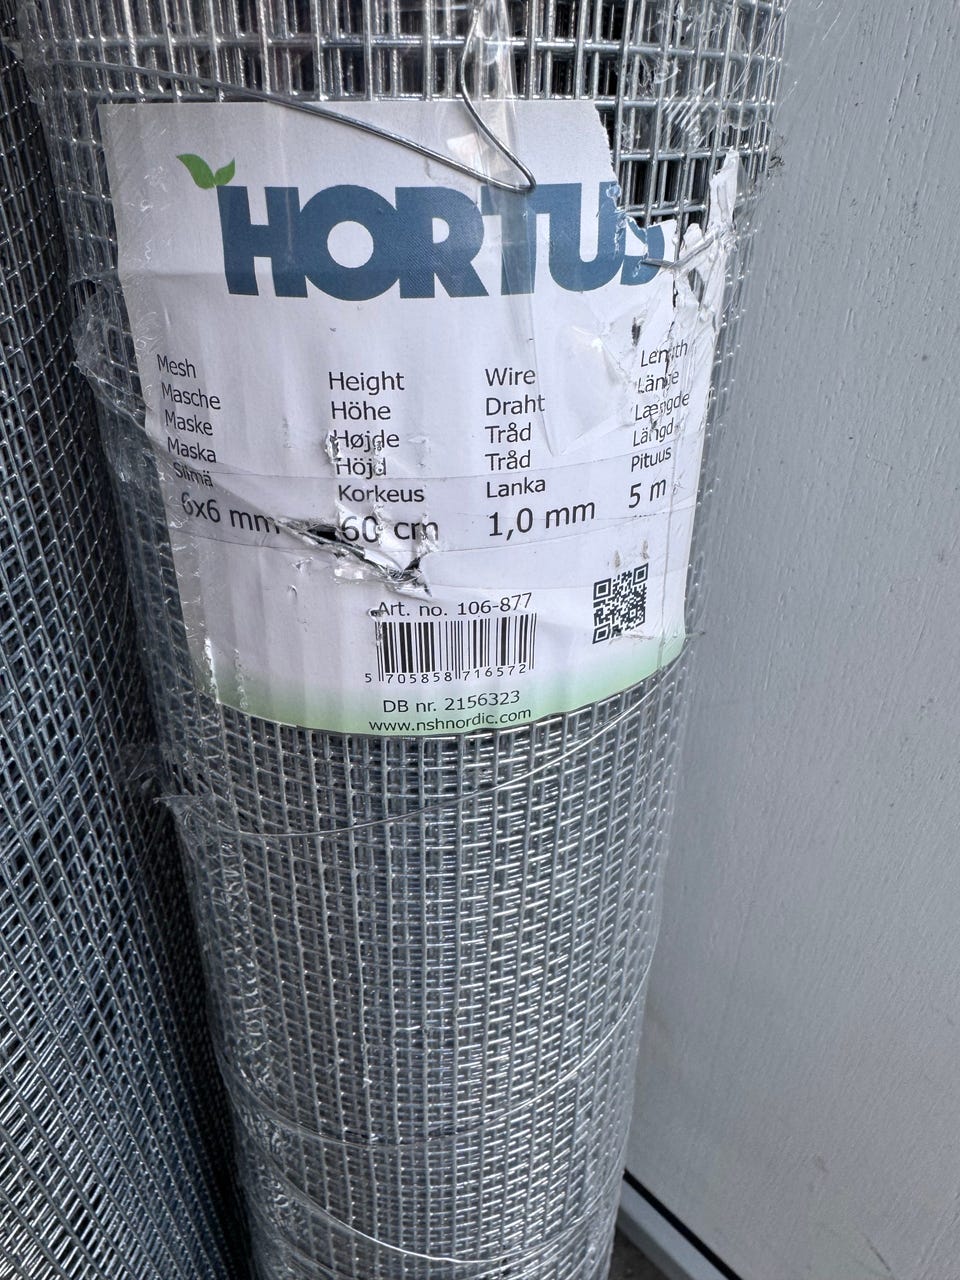 HORTUS
Mesh Height Wire Length
Masche Höhe Draht Länge
Maske Højde Tråd Længde
Maska Höjd Tråd Längd
Silmä Korkeus Lanka Pituus
6x6 mm 60 cm 1,0 mm 5 m
Art. no. 106-877
5 705858 716572
DB nr. 2156323
www.nshnordic.com